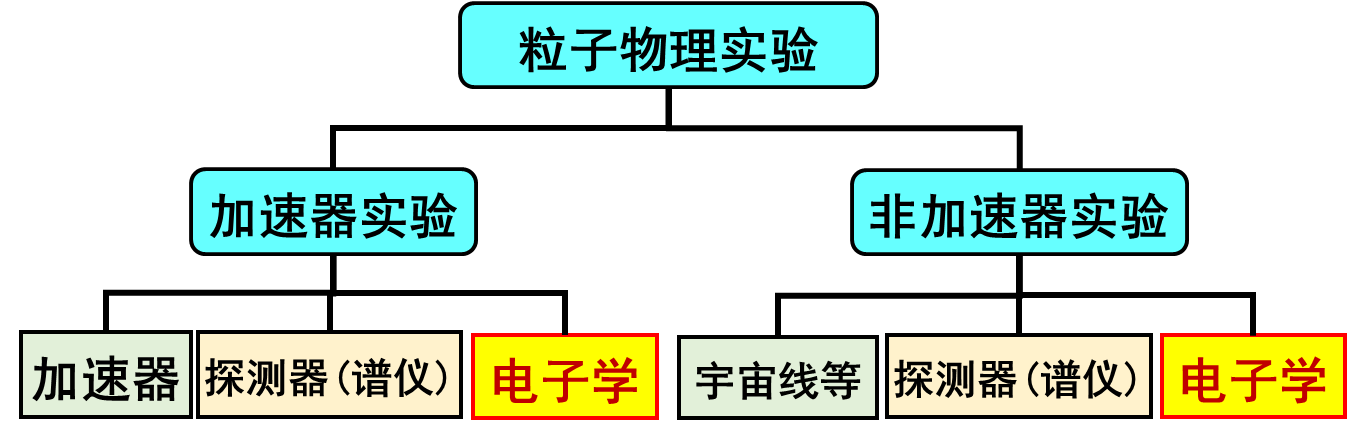 粒子物理实验
加速器实验
非加速器实验
加速器
探测器(谱仪)
电子学
宇宙线等
探测器(谱仪)
电子学